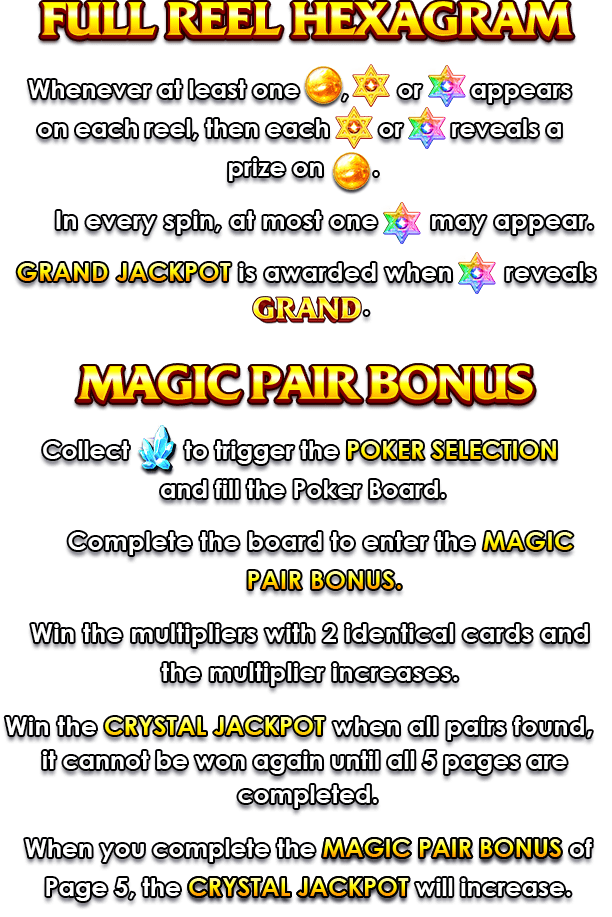 FULL REEL HEXAGRAM
Whenever at least one , or appears
on each reel, then each or reveals a
prize on .
In every spin, at most one may appear.
GRAND JACKPOT is awarded when reveals
GRAND.
MAGIC PAIR BONUS
Collect to trigger the POKER SELECTION
and fill the Poker Board.
Complete the board to enter the MAGIC
PAIR BONUS.
Win the multipliers with 2 identical cards and
the multiplier increases.
Win the CRYSTAL JACKPOT when all pairs found,
it cannot be won again until all 5 pages are
completed.
When you complete the MAGIC PAIR BONUS of
Page 5, the CRYSTAL JACKPOT will increase.